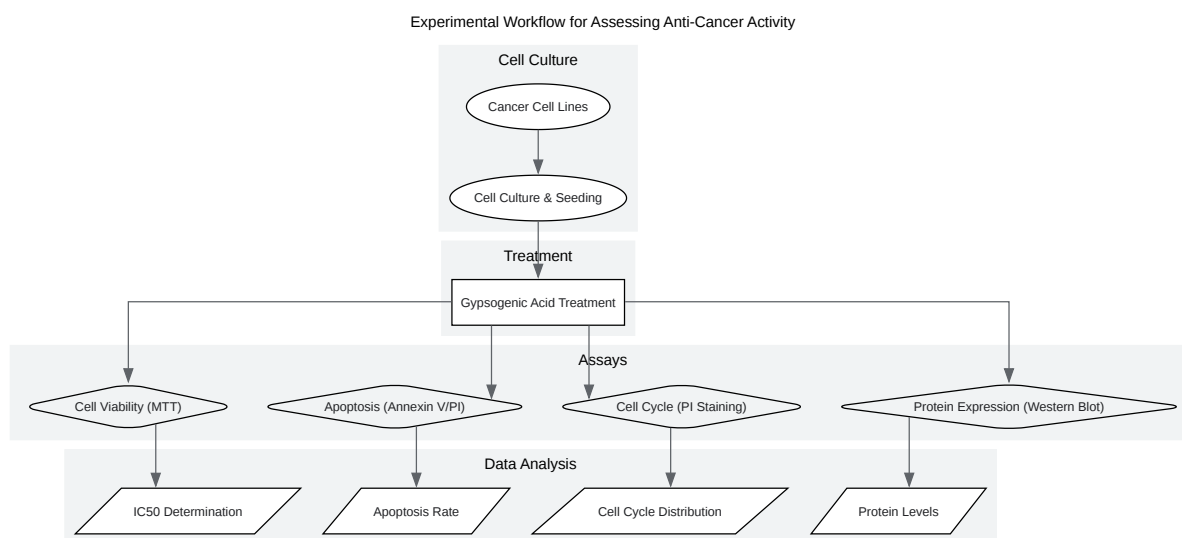 Experimental Workflow for Assessing Anti-Cancer Activity
Cell Culture
Cancer Cell Lines
Cell Culture & Seeding
Treatment
Gypsogenic Acid Treatment
Assays
Cell Viability (MTT)
Apoptosis (Annexin V/PI)
Cell Cycle (PI Staining)
Protein Expression (Western Blot)
Data Analysis
IC50 Determination
Apoptosis Rate
Cell Cycle Distribution
Protein Levels